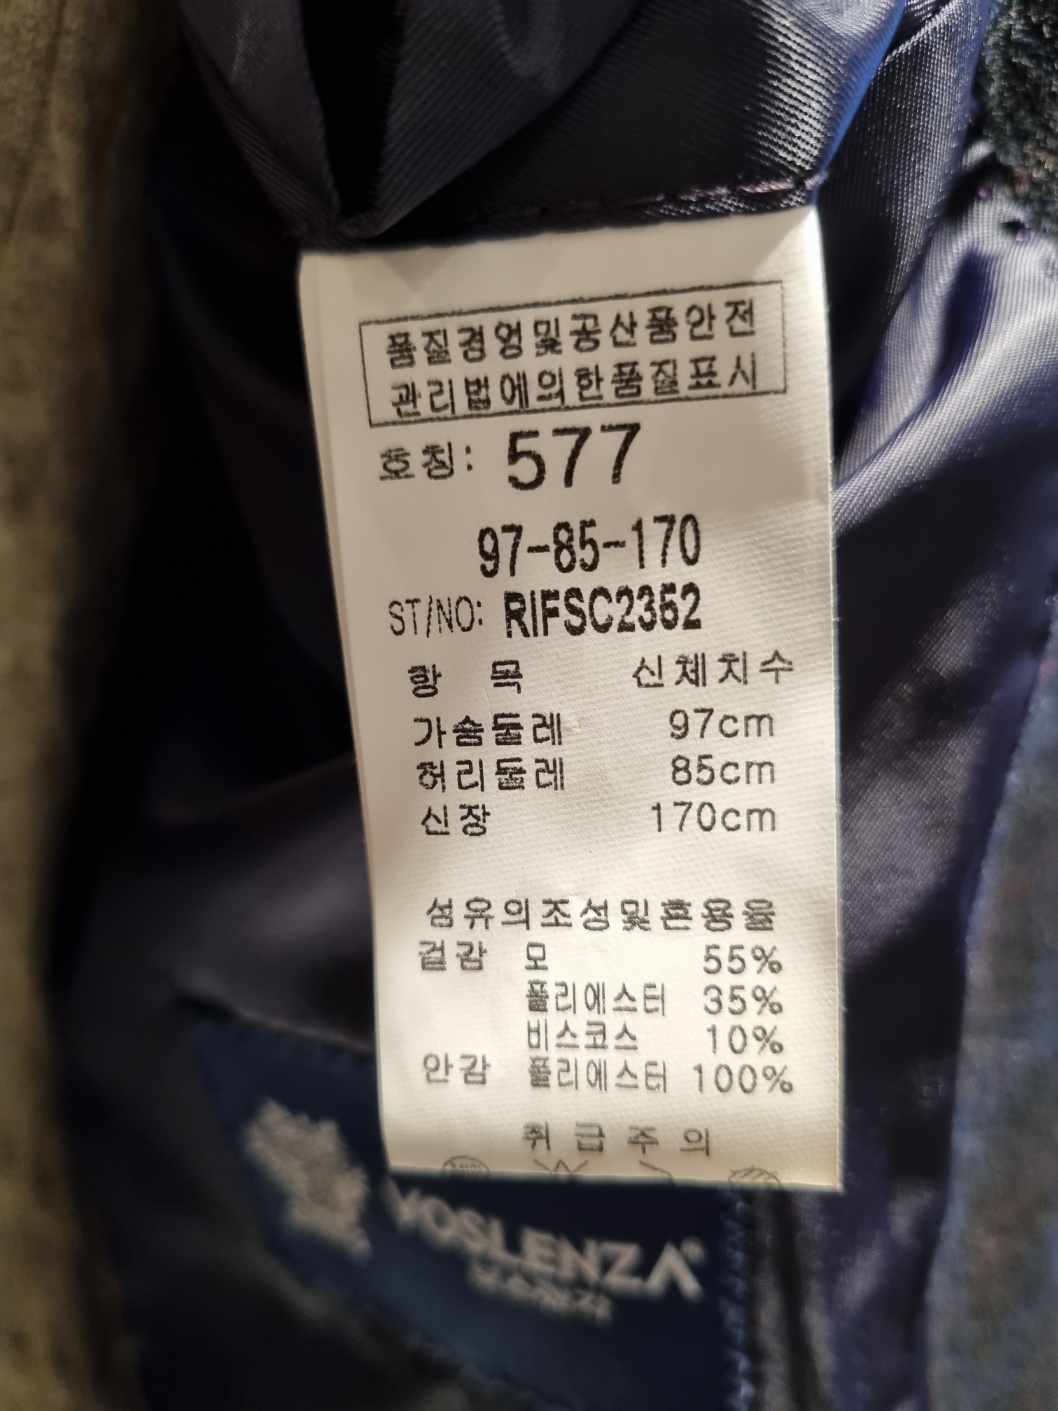 품질경영및공산품안전
관리법에의한품질표시
호칭: 577
97-85-170
ST/NO: RIFSC2352
항 목 신체치수
가슴둘레 97cm
허리둘레 85cm
신장 170cm
섬유의조성및혼용율
겉감 모 55%
폴리에스터 35%
비스코스 10%
안감 폴리에스터 100%
취급주의
YOSLENZA